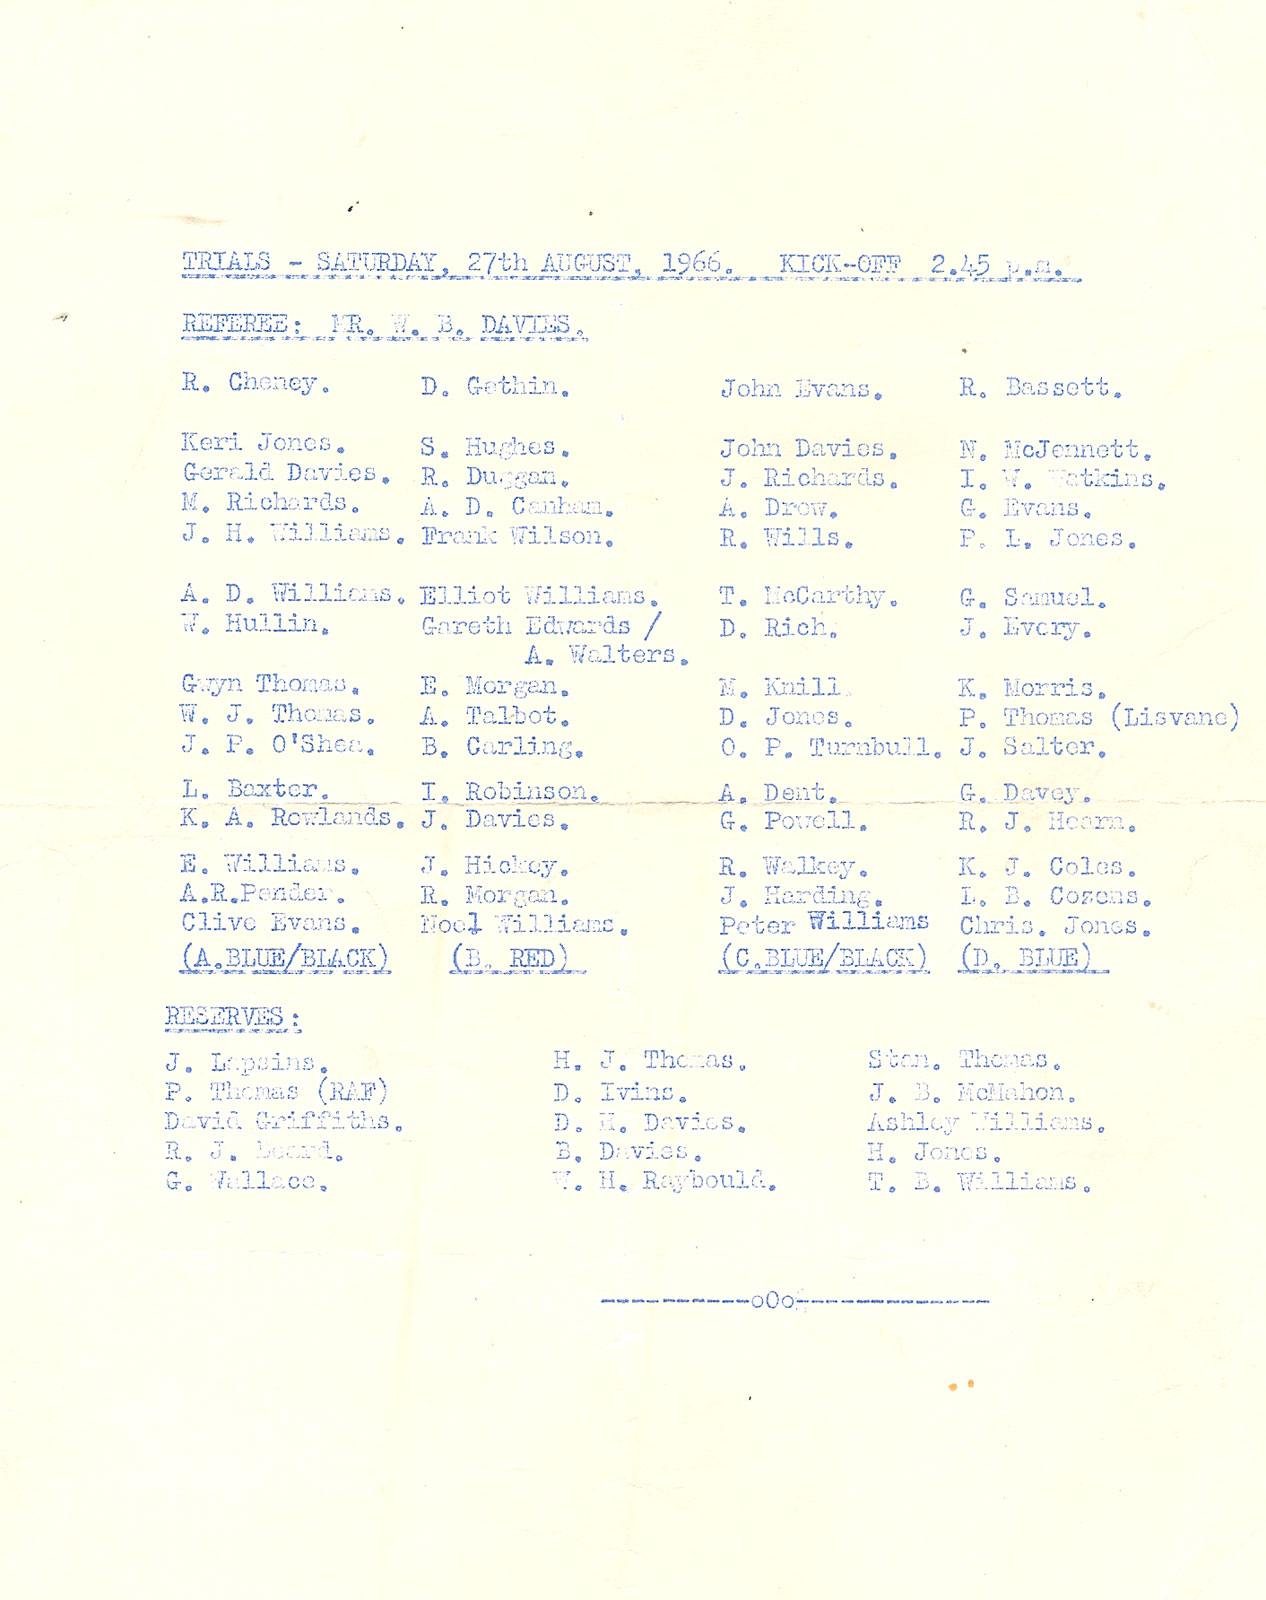 TRIALS - SATURDAY, 27th AUGUST, 1966. KICK-OFF 2.45 p.m.
REFEREE: MR. W. B. DAVIES.
R. Cheney. D. Gethin. John Evans. R. Bassett.
Keri Jones. S. Hughes. John Davies. N. McJennett.
Gerald Davies. R. Duggan. J. Richards. I. W. Watkins.
M. Richards. A. D. Canham. A. Drew. G. Evans.
J. H. Williams. Frank Wilson. R. Wills. P. L. Jones.
A. D. Williams. Elliot Williams. T. McCarthy. G. Samuel.
W. Hullin. Gareth Edwards / D. Rich. J. Every.
A. Walters.
Gwyn Thomas. E. Morgan. M. Knill. K. Morris.
W. J. Thomas. A. Talbot. D. Jones. P. Thomas (Lisvane)
J. P. O'Shea. B. Carling. O. P. Turnbull. J. Salter.
L. Baxter. I. Robinson. A. Dent. G. Davey.
K. A. Rowlands. J. Davies. G. Powell. R. J. Hearn.
E. Williams. J. Hickey. R. Walkey. K. J. Coles.
A.R.Pender. R. Morgan. J. Harding. L. B. Cozens.
Clive Evans. Noel Williams. Peter Williams Chris. Jones.
(A.BLUE/BLACK) (B. RED) (C.BLUE/BLACK) (D. BLUE)
RESERVES:
J. Lapsins. H. J. Thomas. Stan. Thomas.
P. Thomas (RAF) D. Ivins. J. B. McMahon.
David Griffiths. D. M. Davies. Ashley Williams.
R. J. Beard. B. Davies. H. Jones.
G. Wallace. W. H. Raybould. T. B. Williams.
-----------oOo-------------